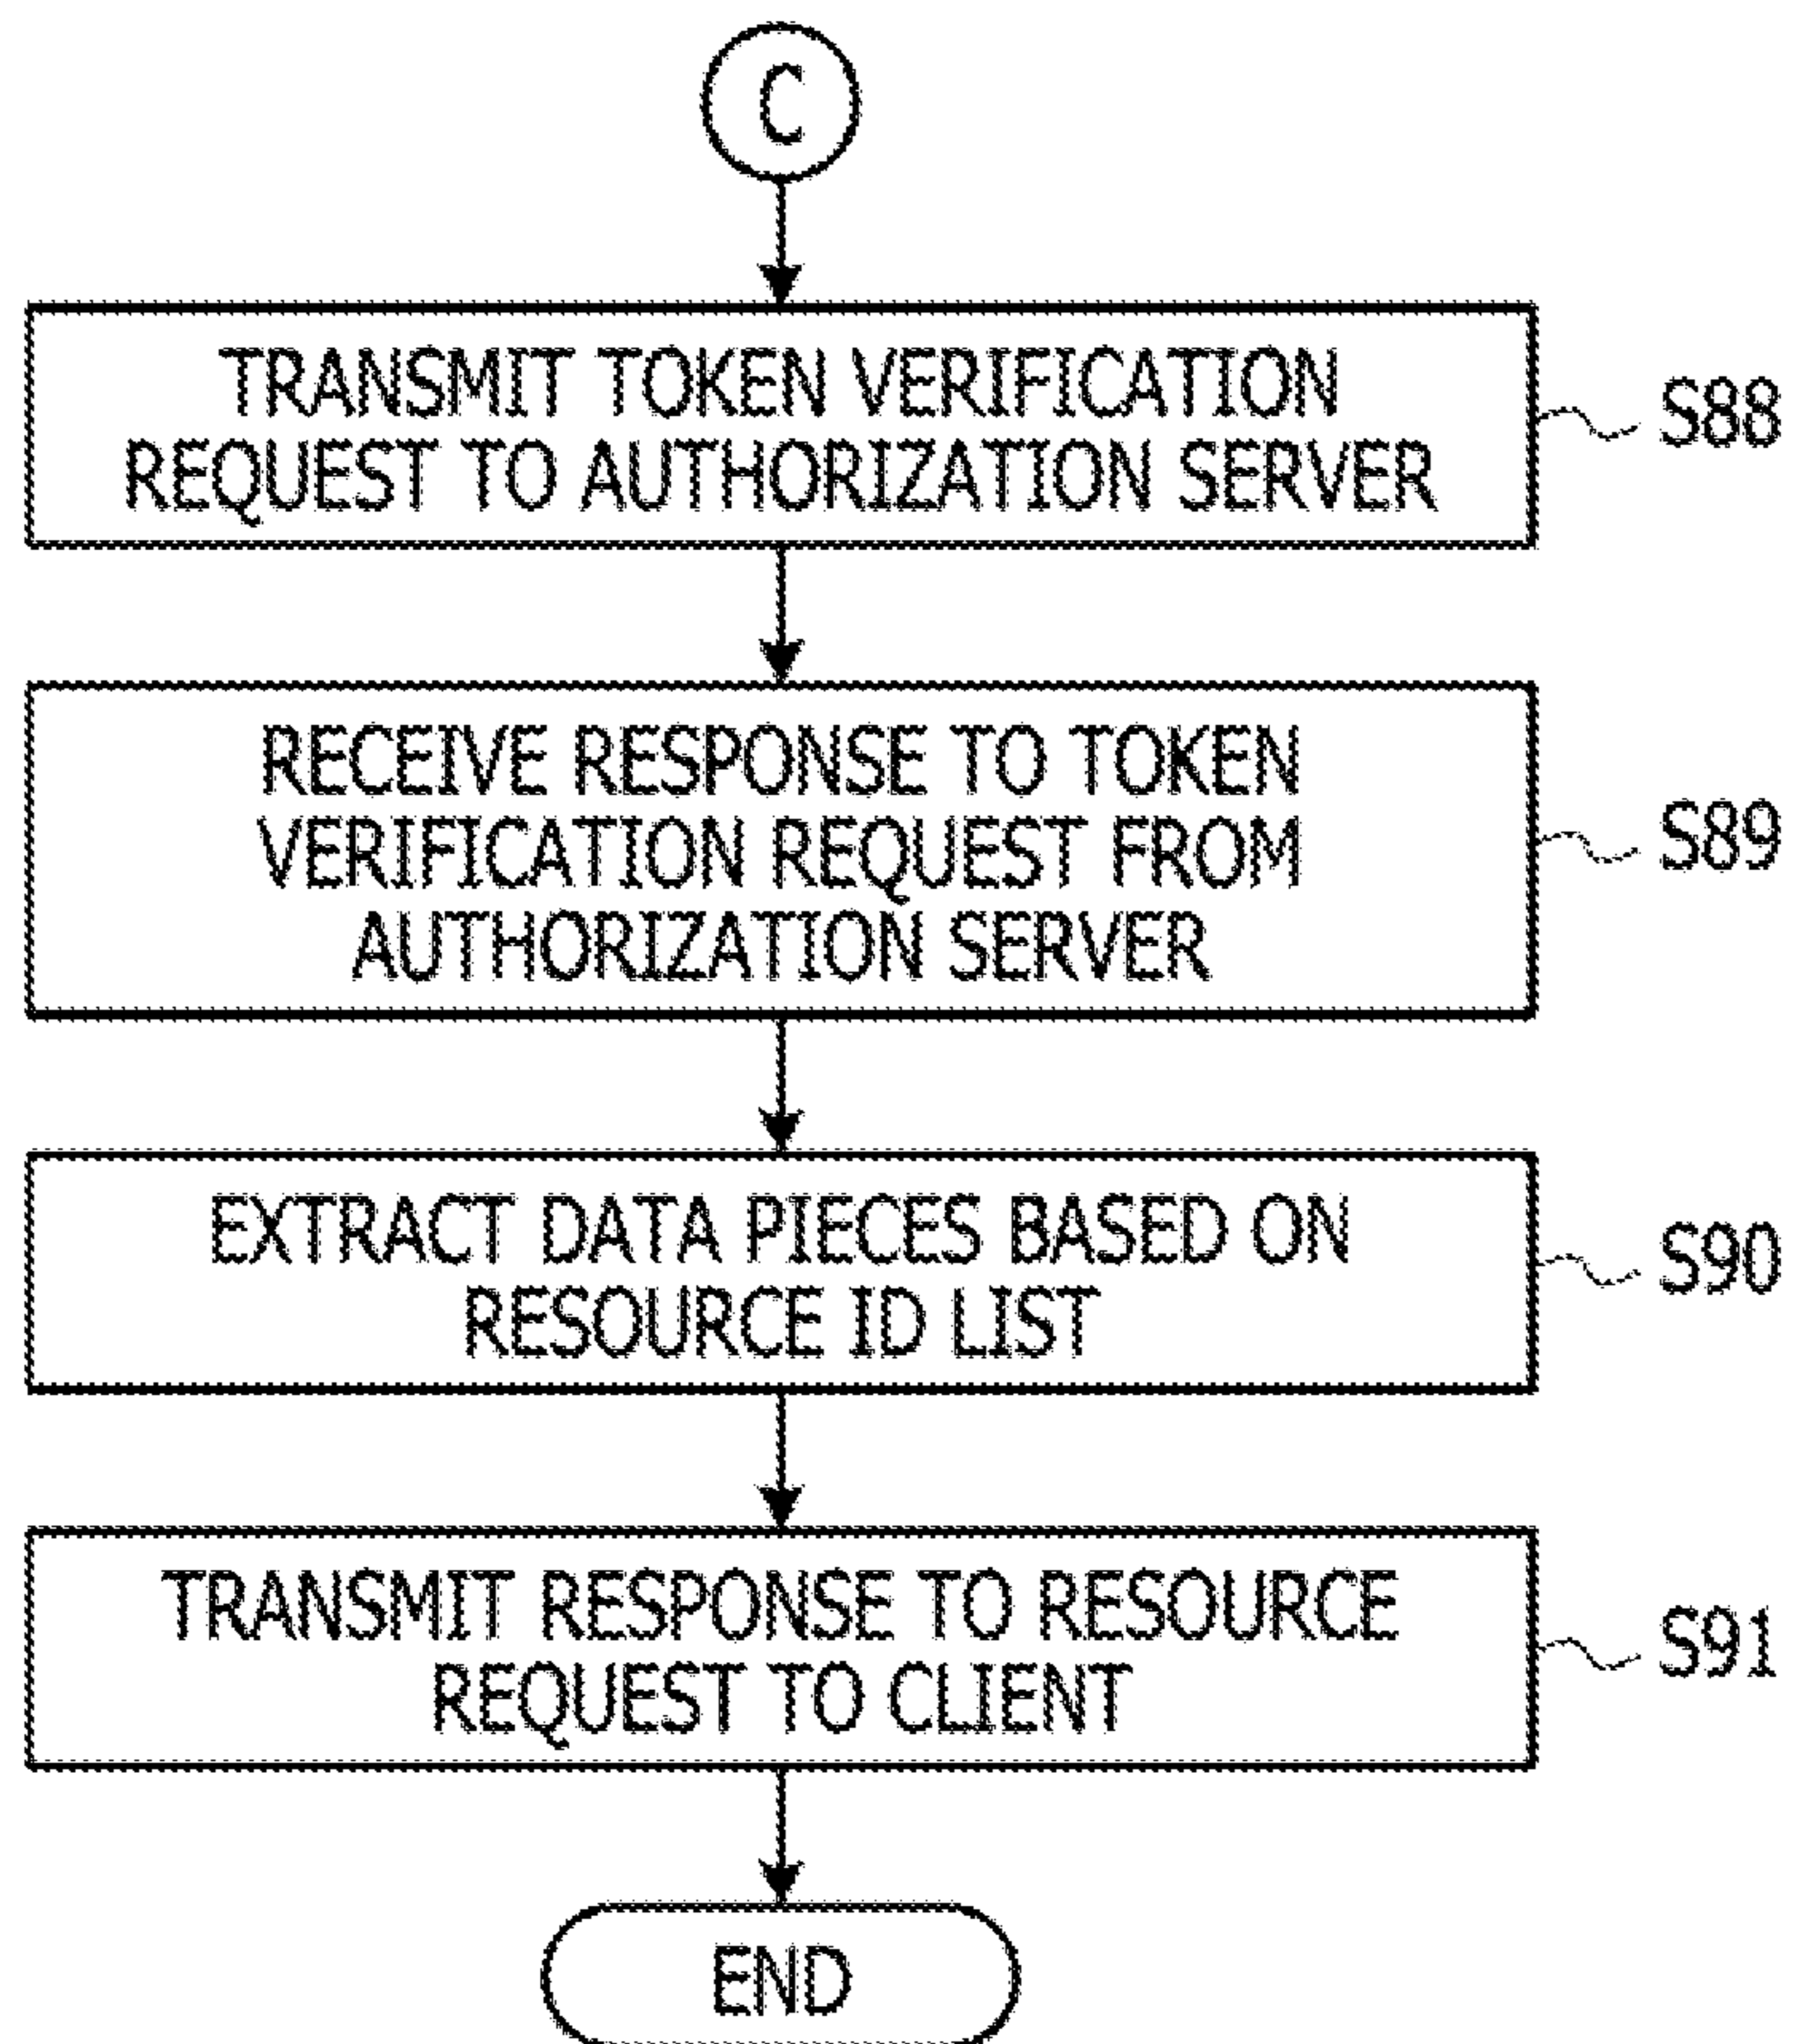 C
TRANSMIT TOKEN VERIFICATION
REQUEST TO AUTHORIZATION SERVER
S88
RECEIVE RESPONSE TO TOKEN
VERIFICATION REQUEST FROM
AUTHORIZATION SERVER
S89
EXTRACT DATA PIECES BASED ON
RESOURCE ID LIST
S90
TRANSMIT RESPONSE TO RESOURCE
REQUEST TO CLIENT
S91
END